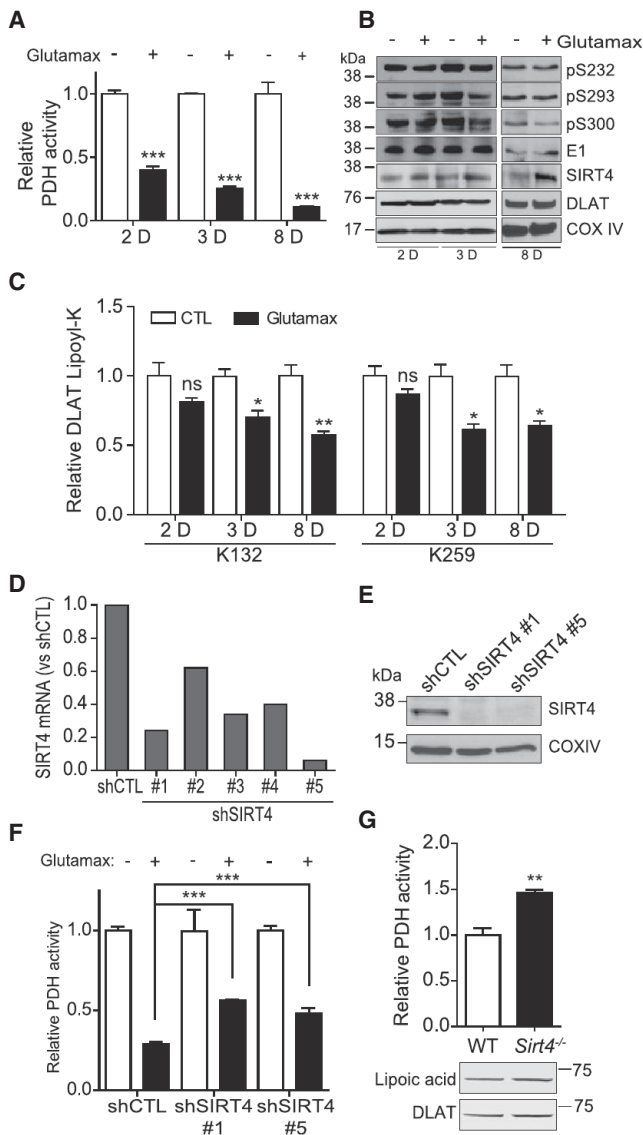 A
Glutamax - + - + - +
Relative
PDH activity
1.0
0.5
0.0
*** *** ***
2 D 3 D 8 D
B
- + - + - + Glutamax
kDa
38 pS232
38 pS293
38 pS300
38 E1
38 SIRT4
76 DLAT
17 COX IV
2 D 3 D 8 D
C
Relative DLAT Lipoyl-K
1.5
1.0
0.5
0.0
CTL Glutamax
ns * ** ns * *
2 D 3 D 8 D 2 D 3 D 8 D
K132 K259
D
SIRT4 mRNA (vs shCTL)
1.0
0.8
0.6
0.4
0.2
0.0
shCTL #1 #2 #3 #4 #5
shSIRT4
E
shCTL shSIRT4 #1 shSIRT4 #5
kDa
38 SIRT4
15 COXIV
F
Glutamax: - + - + - +
***
***
Relative PDH activity
1.0
0.5
0.0
shCTL shSIRT4 shSIRT4
#1 #5
G
Relative PDH activity
2.0
1.5
1.0
0.5
0.0
**
WT Sirt4-/-
Lipoic acid 75
DLAT 75